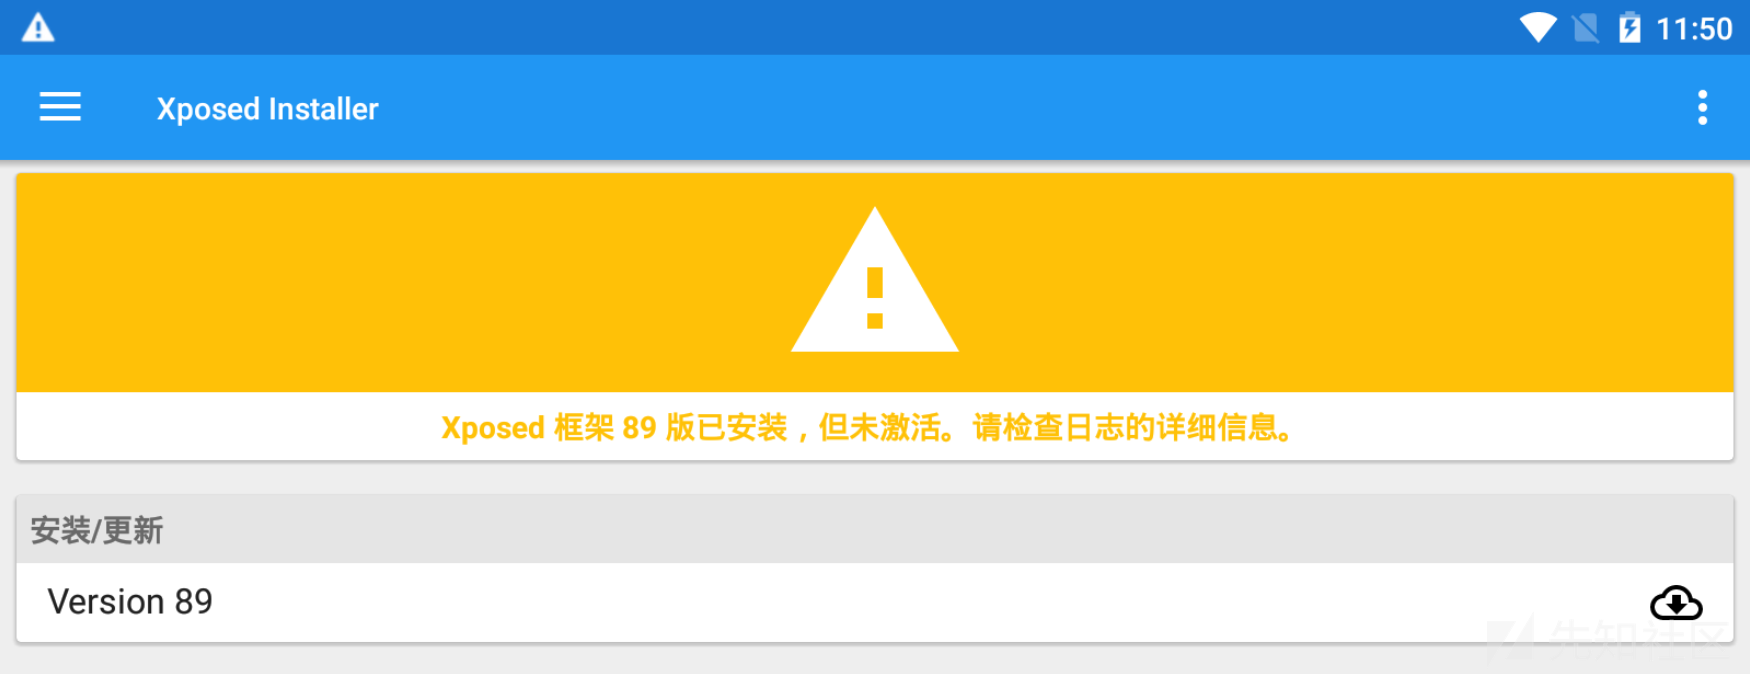 11:50
Xposed Installer
Xposed 框架 89 版已安装，但未激活。请检查日志的详细信息。
安装/更新
Version 89
先知社区